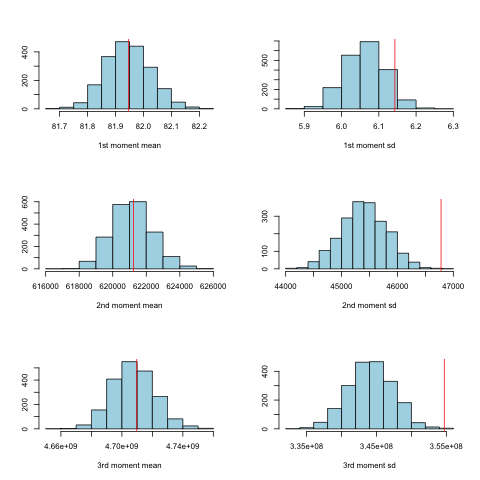 0 200 400
81.7 81.8 81.9 82.0 82.1 82.2
1st moment mean
0 200 500
5.9 6.0 6.1 6.2 6.3
1st moment sd
0 200 400 600
616000 618000 620000 622000 624000 626000
2nd moment mean
0 100 300
44000 45000 46000 47000
2nd moment sd
0 200 400
4.66e+09 4.70e+09 4.74e+09
3rd moment mean
0 200 400
3.35e+08 3.45e+08 3.55e+08
3rd moment sd